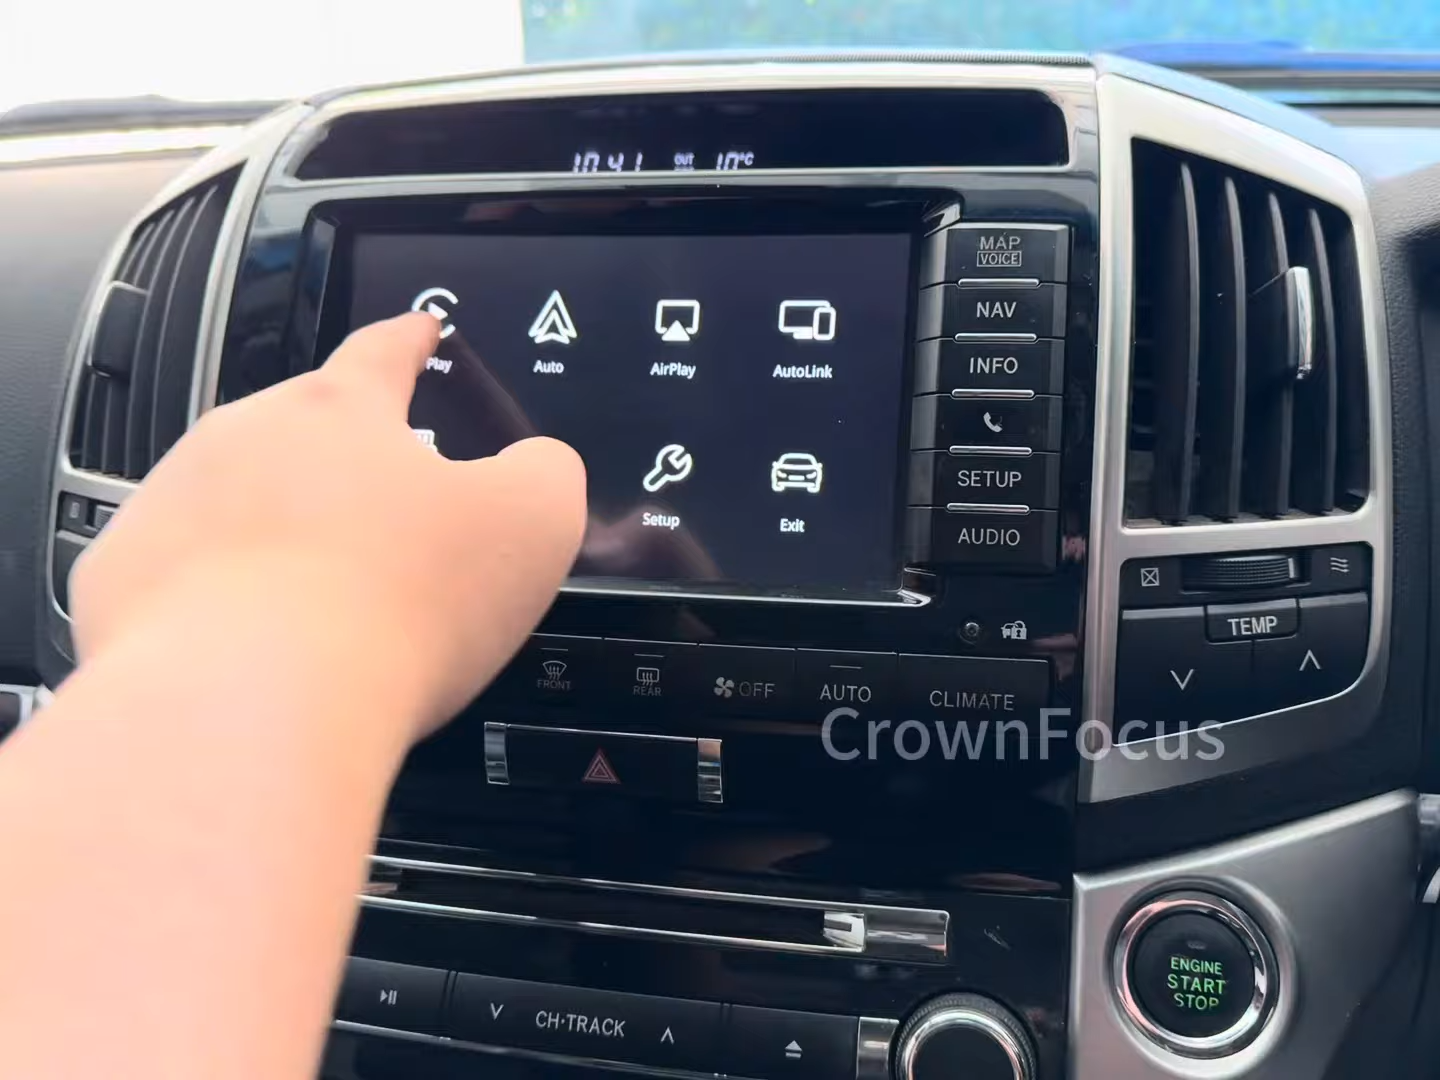 10:41 OUT 10°C
MAP
VOICE
NAV
INFO
SETUP
AUDIO
Play
Auto
AirPlay
AutoLink
Setup
Exit
FRONT
REAR
OFF
AUTO
CLIMATE
TEMP
CrownFocus
CH·TRACK
ENGINE
START
STOP